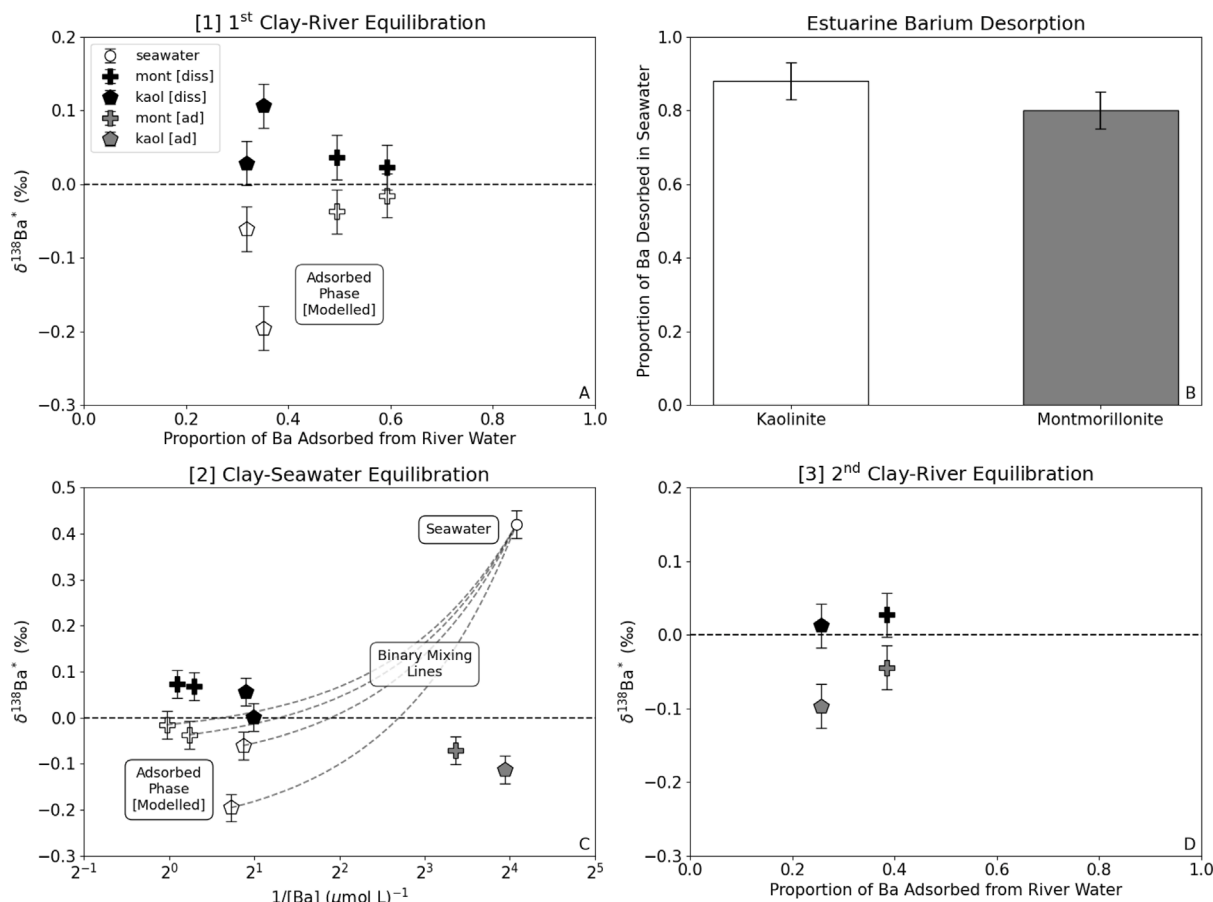 [1] 1st Clay-River Equilibration
0.2
0.1
0.0
−0.1
−0.2
−0.3
δ138Ba* (‰)
seawater
mont [diss]
kaol [diss]
mont [ad]
kaol [ad]
Adsorbed
Phase
[Modelled]
A
0.0 0.2 0.4 0.6 0.8 1.0
Proportion of Ba Adsorbed from River Water
Estuarine Barium Desorption
1.0
0.8
0.6
0.4
0.2
0.0
Proportion of Ba Desorbed in Seawater
B
Kaolinite Montmorillonite
[2] Clay-Seawater Equilibration
0.5
0.4
0.3
0.2
0.1
0.0
−0.1
−0.2
−0.3
δ138Ba* (‰)
Seawater
Binary Mixing
Lines
Adsorbed
Phase
[Modelled]
C
2−1 20 21 22 23 24 25
1/[Ba] (μmol L)−1
[3] 2nd Clay-River Equilibration
0.2
0.1
0.0
−0.1
−0.2
−0.3
δ138Ba* (‰)
D
0.0 0.2 0.4 0.6 0.8 1.0
Proportion of Ba Adsorbed from River Water